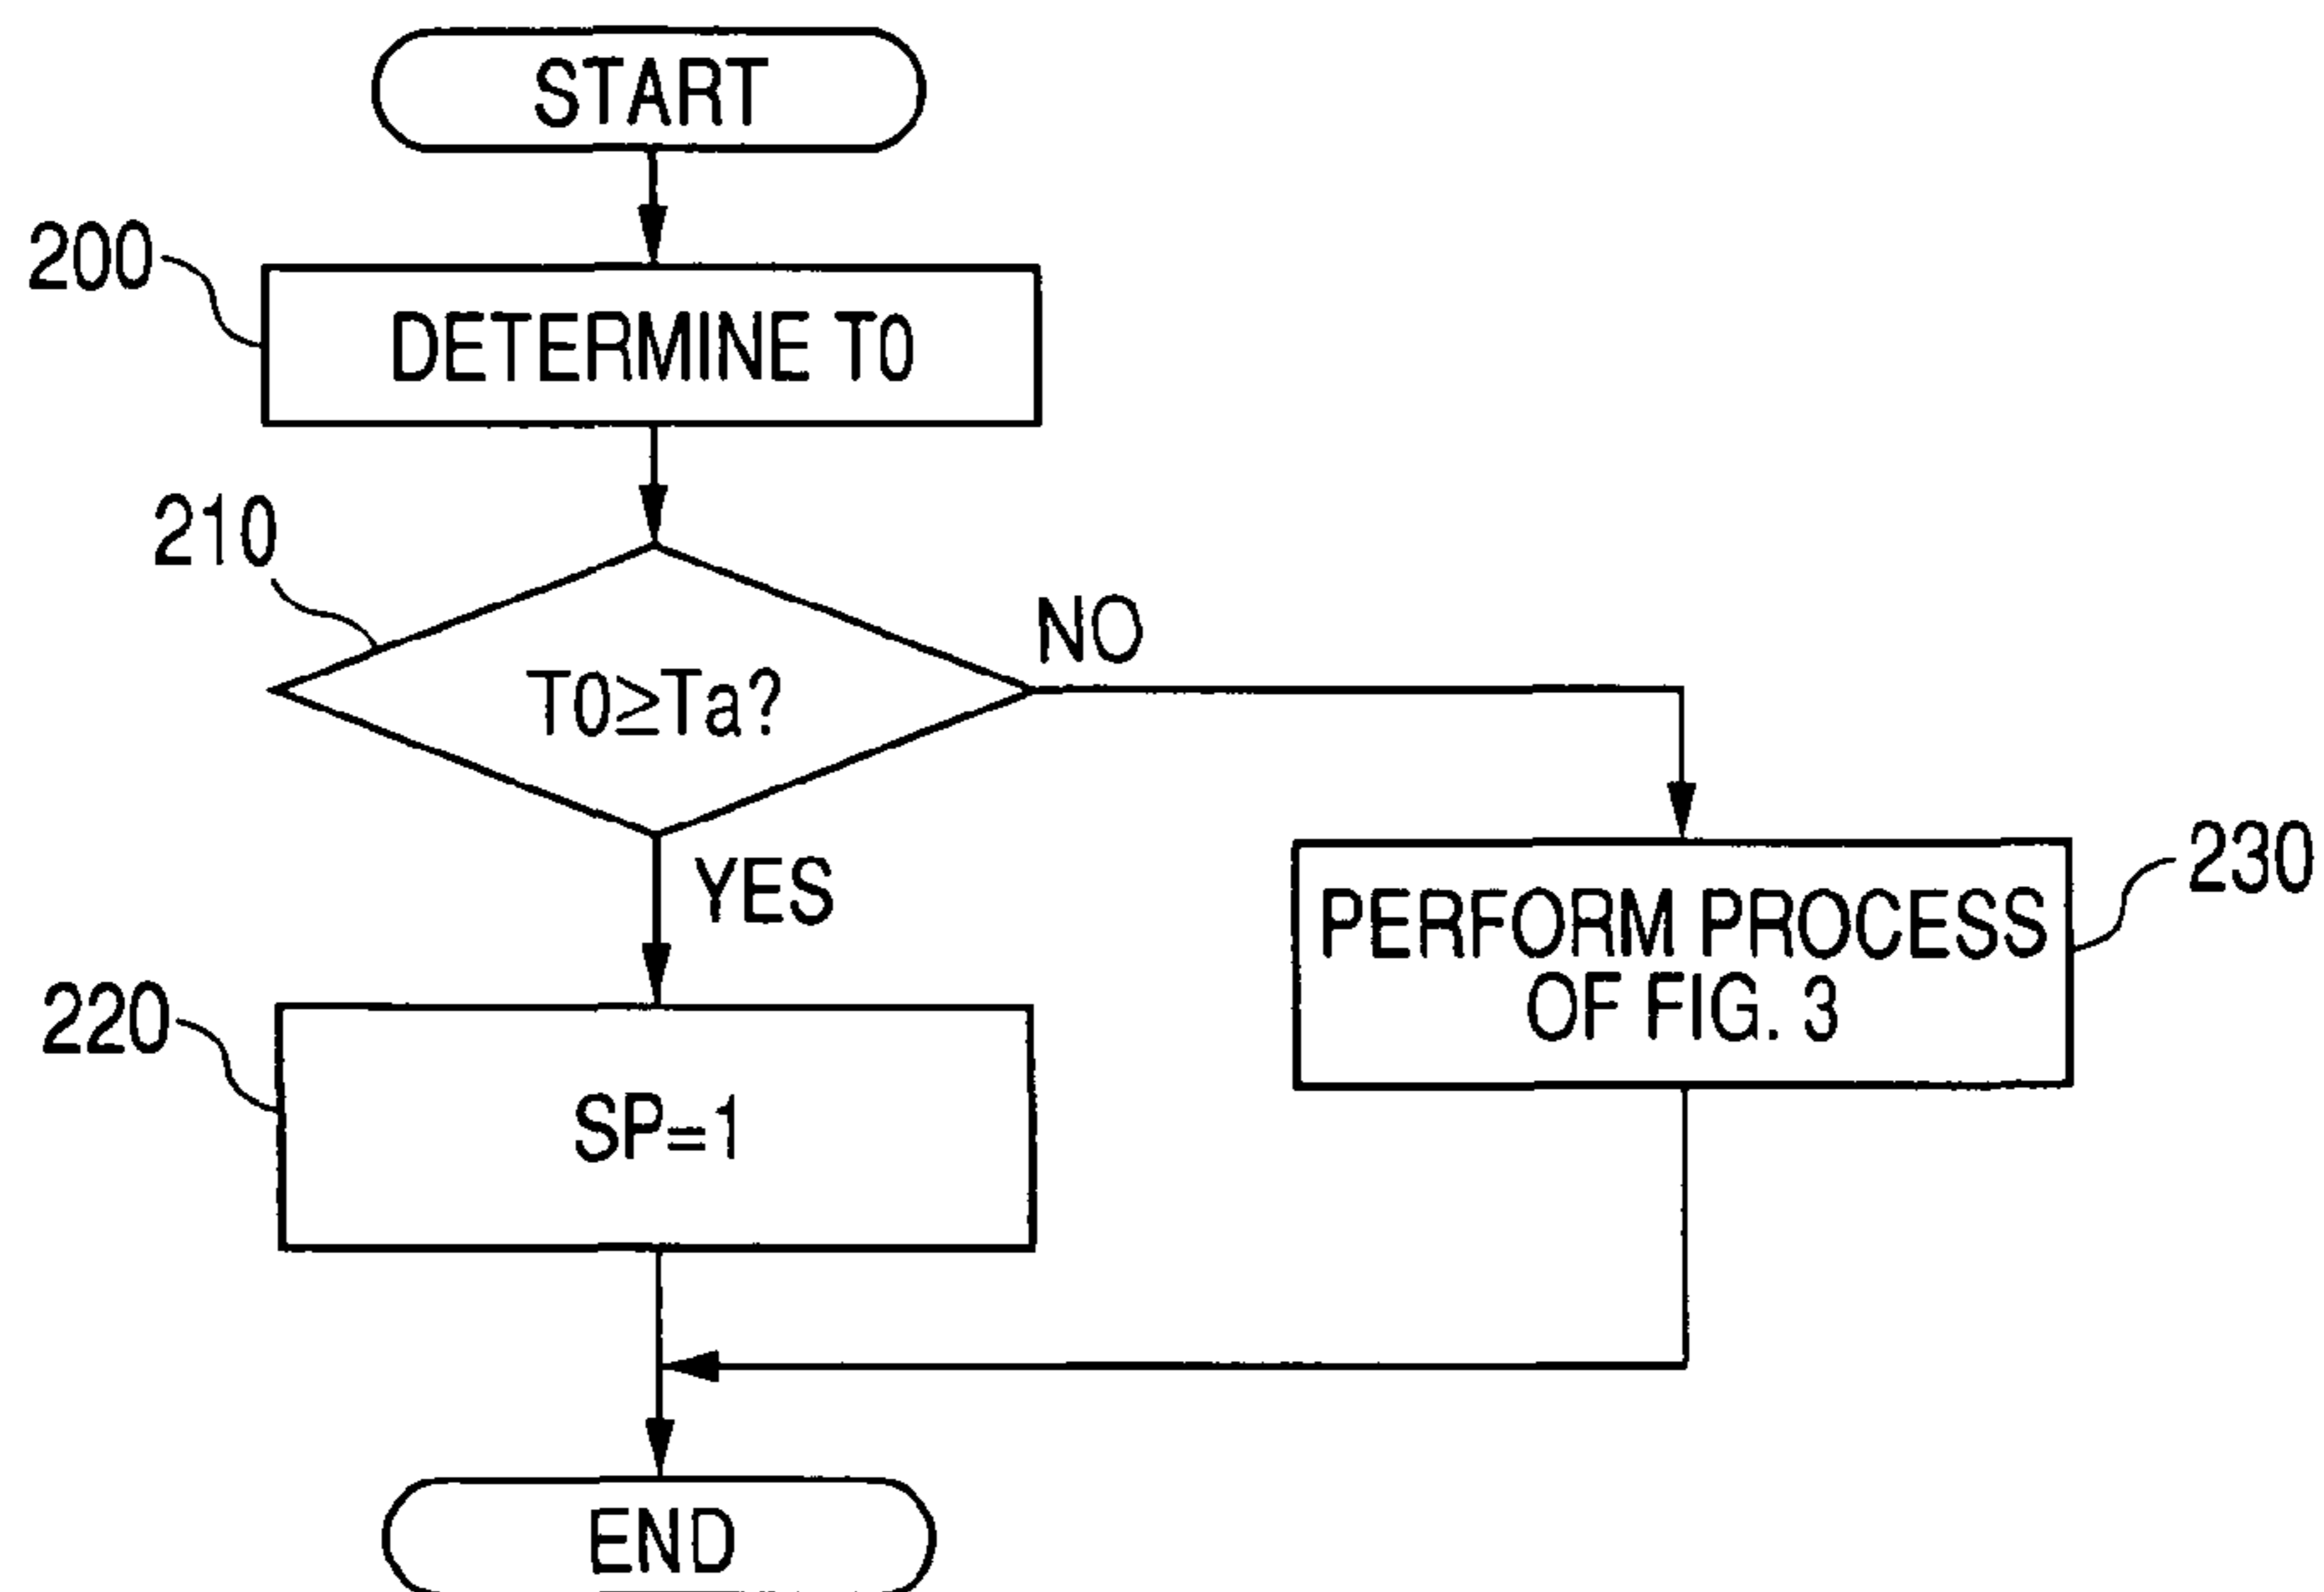 START
200
DETERMINE T0
210
T0≥Ta?
NO
YES
230
PERFORM PROCESS
OF FIG. 3
220
SP=1
END